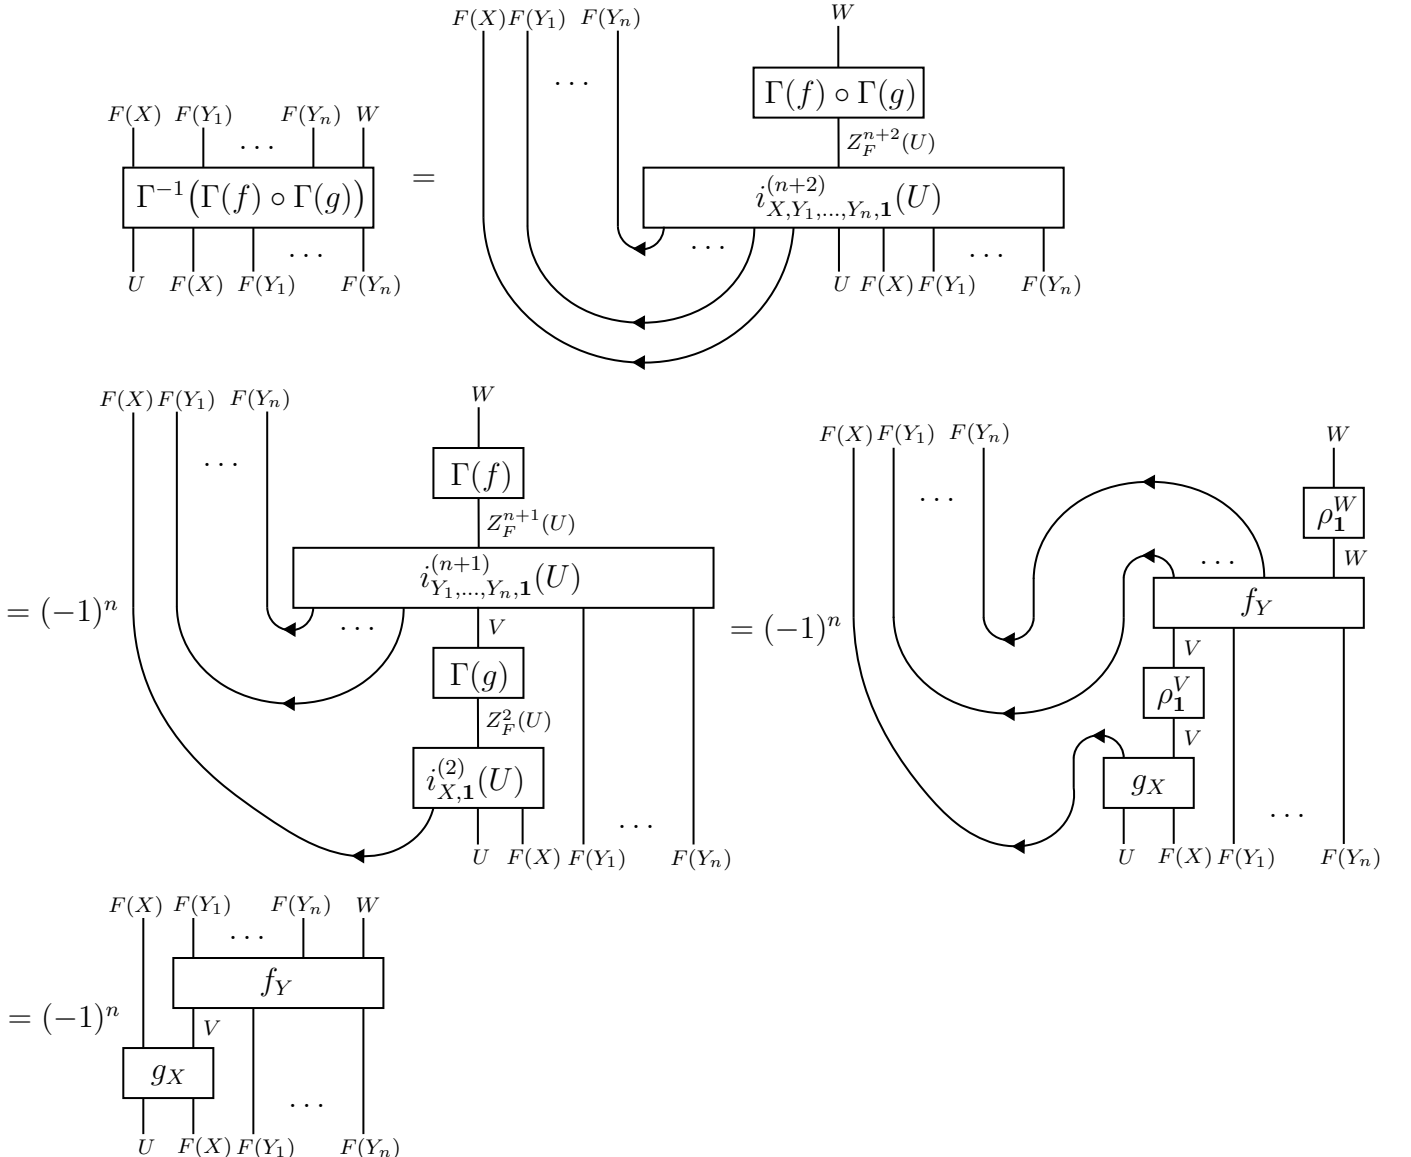 F(X) F(Y_1) F(Y_n) W
Γ(f) ∘ Γ(g)
F(X) F(Y_1) ⋯ F(Y_n) W
Z_F^{n+2}(U)
Γ^{-1}(Γ(f) ∘ Γ(g)) = i^{(n+2)}_{X,Y_1,...,Y_n,𝟏}(U)
⋯
U F(X) F(Y_1) ⋯ F(Y_n) ⋯ U F(X) F(Y_1) ⋯ F(Y_n)
F(X) F(Y_1) F(Y_n) W
⋯
Γ(f)
Z_F^{n+1}(U)
= (-1)^n i^{(n+1)}_{Y_1,...,Y_n,𝟏}(U)
⋯
V
Γ(g)
Z_F^2(U)
i^{(2)}_{X,𝟏}(U)
U F(X) F(Y_1) ⋯ F(Y_n)
F(X) F(Y_1) F(Y_n) W
⋯
ρ_𝟏^W
W
⋯
= (-1)^n f_Y
V
ρ_𝟏^V
V
g_X
U F(X) F(Y_1) ⋯ F(Y_n)
F(X) F(Y_1) ⋯ F(Y_n) W
f_Y
= (-1)^n V
g_X
U F(X) F(Y_1) ⋯ F(Y_n)